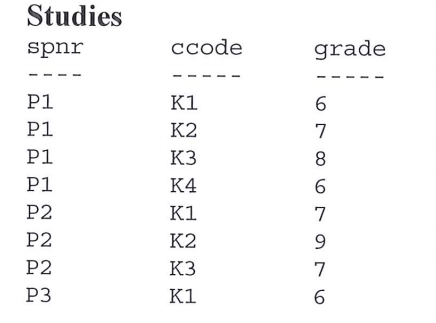 Studies
spnr ccode grade
---- ----- -----
P1 K1 6
P1 K2 7
P1 K3 8
P1 K4 6
P2 K1 7
P2 K2 9
P2 K3 7
P3 K1 6